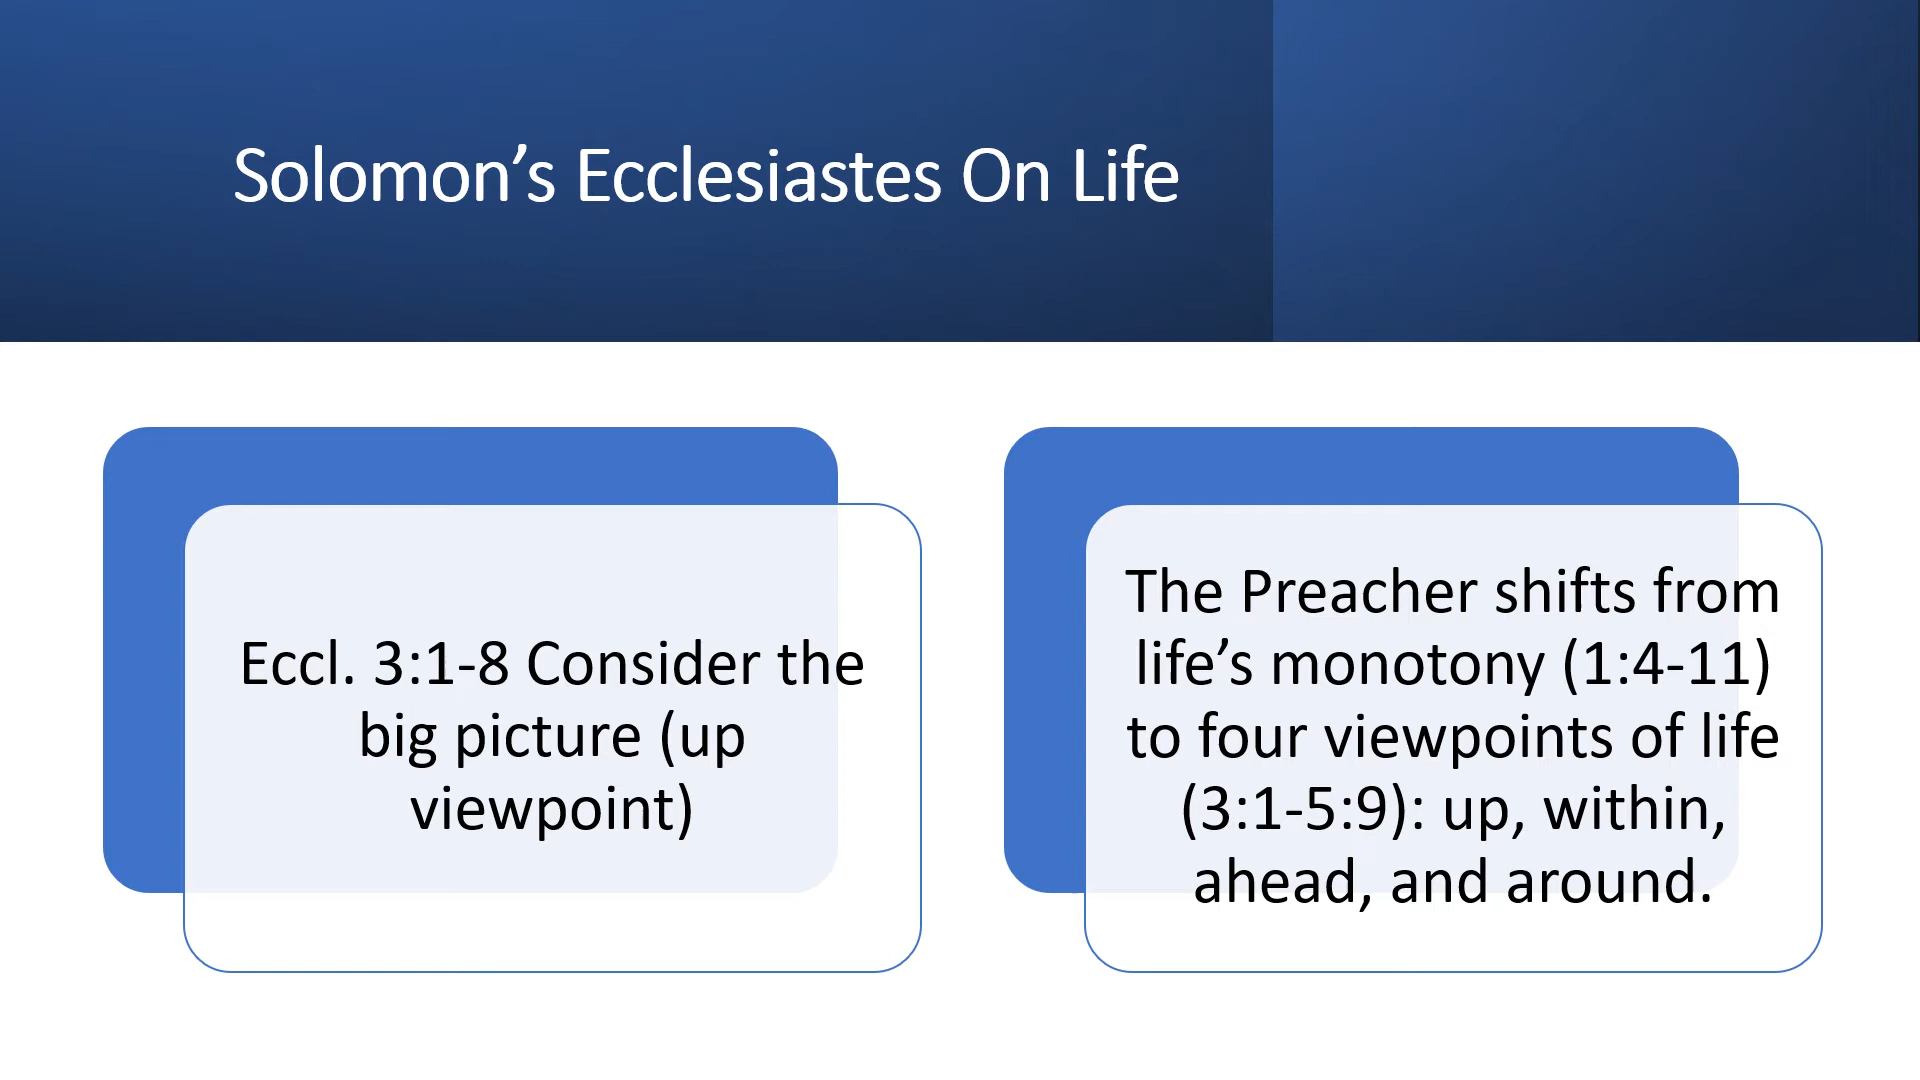 Solomon’s Ecclesiastes On Life
Eccl. 3:1-8 Consider the
big picture (up
viewpoint)
The Preacher shifts from
life’s monotony (1:4-11)
to four viewpoints of life
(3:1-5:9): up, within,
ahead, and around.